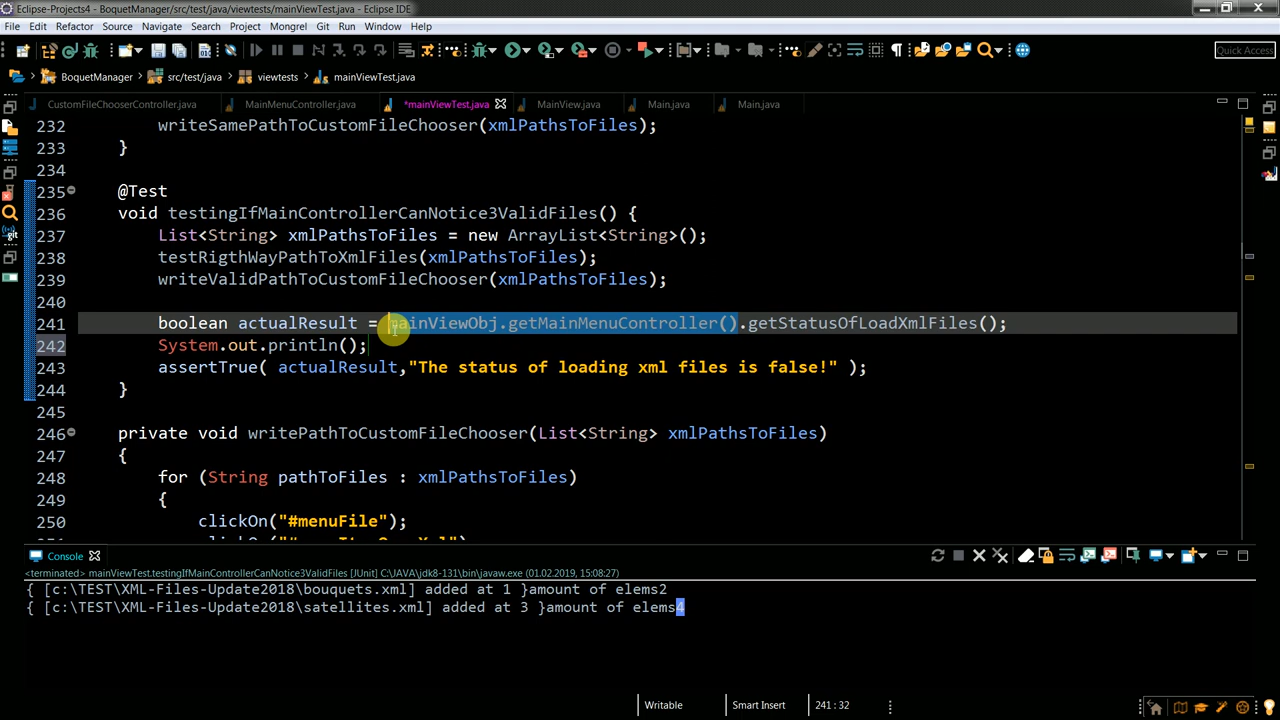 Eclipse-Projects4 - BoquetManager/src/test/java/viewtests/mainViewTest.java - Eclipse IDE
File Edit Refactor Source Navigate Search Project Mongrel Git Run Window Help
Quick Access
BoquetManager src/test/java viewtests mainViewTest.java
CustomFileChooserController.java MainMenuController.java *mainViewTest.java MainView.java Main.java Main.java
232 writeSamePathToCustomFileChooser(xmlPathsToFiles);
233 }
234
235 @Test
236 void testingIfMainControllerCanNotice3ValidFiles() {
237 List<String> xmlPathsToFiles = new ArrayList<String>();
238 testRigthWayPathToXmlFiles(xmlPathsToFiles);
239 writeValidPathToCustomFileChooser(xmlPathsToFiles);
240
241 boolean actualResult = mainViewObj.getMainMenuController().getStatusOfLoadXmlFiles();
242 System.out.println();
243 assertTrue( actualResult,"The status of loading xml files is false!" );
244 }
245
246 private void writePathToCustomFileChooser(List<String> xmlPathsToFiles)
247 {
248 for (String pathToFiles : xmlPathsToFiles)
249 {
250 clickOn("#menuFile");
Console
<terminated> mainViewTest.testingIfMainControllerCanNotice3ValidFiles [JUnit] C:\JAVA\jdk8-131\bin\javaw.exe (01.02.2019, 15:08:27)
{ [c:\TEST\XML-Files-Update2018\bouquets.xml] added at 1 }amount of elems2
{ [c:\TEST\XML-Files-Update2018\satellites.xml] added at 3 }amount of elems4
Writable Smart Insert 241 : 32